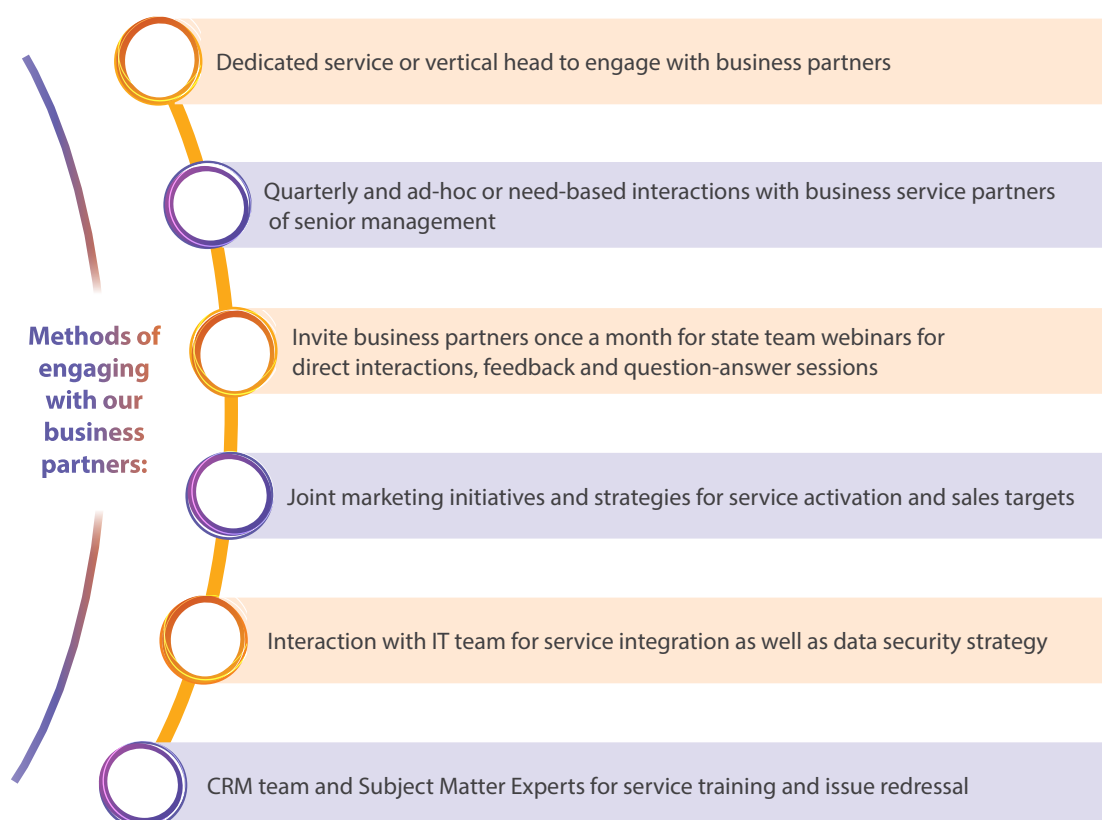 Dedicated service or vertical head to engage with business partners
Quarterly and ad-hoc or need-based interactions with business service partners
of senior management
Methods of
engaging
with our
business
partners:
Invite business partners once a month for state team webinars for
direct interactions, feedback and question-answer sessions
Joint marketing initiatives and strategies for service activation and sales targets
Interaction with IT team for service integration as well as data security strategy
CRM team and Subject Matter Experts for service training and issue redressal